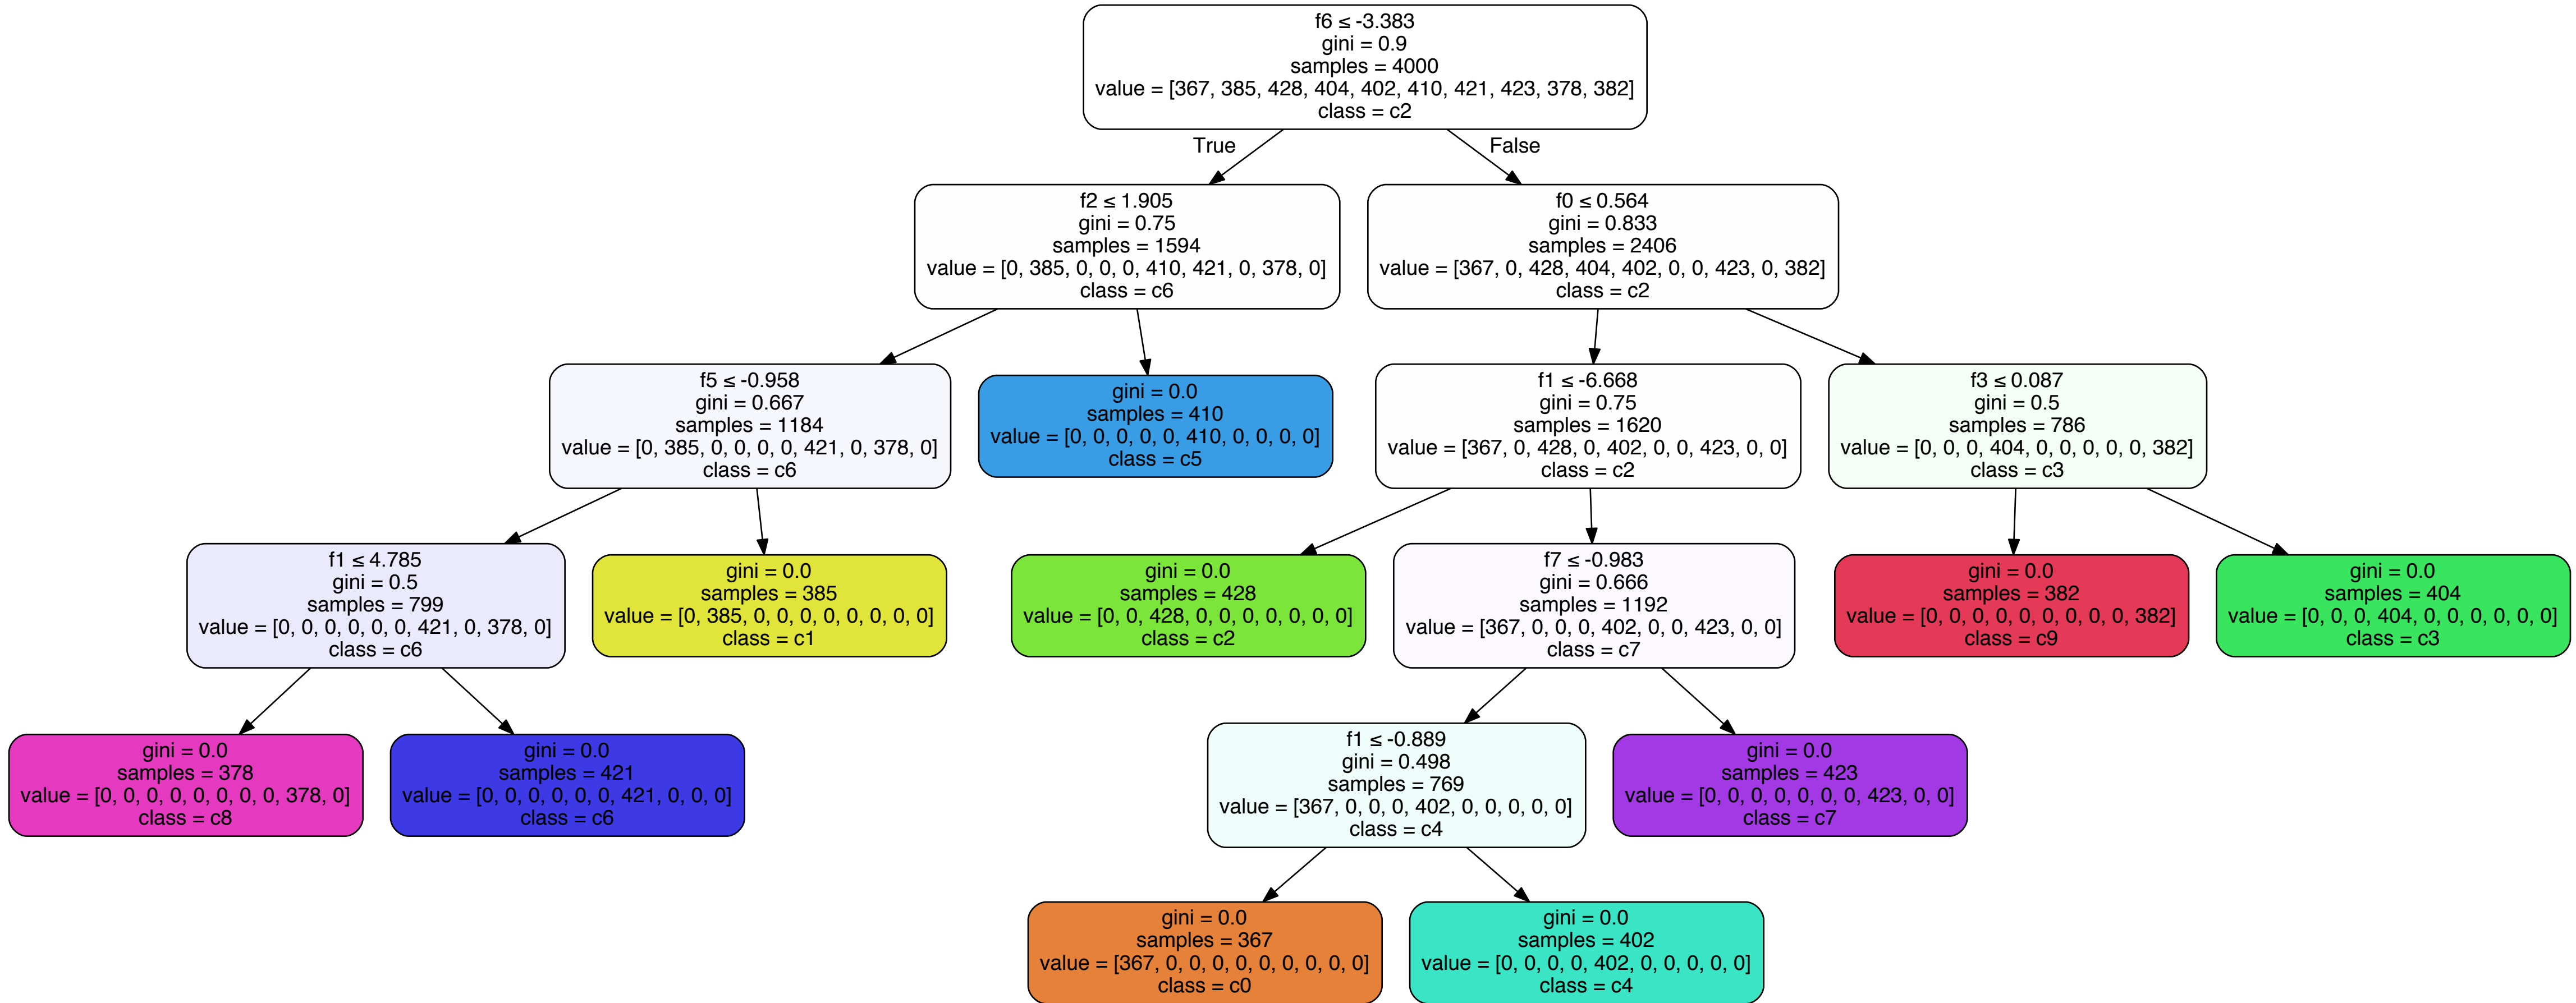 f6 ≤ -3.383
gini = 0.9
samples = 4000
value = [367, 385, 428, 404, 402, 410, 421, 423, 378, 382]
class = c2
True
False
f2 ≤ 1.905
gini = 0.75
samples = 1594
value = [0, 385, 0, 0, 0, 410, 421, 0, 378, 0]
class = c6
f0 ≤ 0.564
gini = 0.833
samples = 2406
value = [367, 0, 428, 404, 402, 0, 0, 423, 0, 382]
class = c2
f5 ≤ -0.958
gini = 0.667
samples = 1184
value = [0, 385, 0, 0, 0, 0, 421, 0, 378, 0]
class = c6
gini = 0.0
samples = 410
value = [0, 0, 0, 0, 0, 410, 0, 0, 0, 0]
class = c5
f1 ≤ -6.668
gini = 0.75
samples = 1620
value = [367, 0, 428, 0, 402, 0, 0, 423, 0, 0]
class = c2
f3 ≤ 0.087
gini = 0.5
samples = 786
value = [0, 0, 0, 404, 0, 0, 0, 0, 0, 382]
class = c3
f1 ≤ 4.785
gini = 0.5
samples = 799
value = [0, 0, 0, 0, 0, 0, 421, 0, 378, 0]
class = c6
gini = 0.0
samples = 385
value = [0, 385, 0, 0, 0, 0, 0, 0, 0, 0]
class = c1
gini = 0.0
samples = 428
value = [0, 0, 428, 0, 0, 0, 0, 0, 0, 0]
class = c2
f7 ≤ -0.983
gini = 0.666
samples = 1192
value = [367, 0, 0, 0, 402, 0, 0, 423, 0, 0]
class = c7
gini = 0.0
samples = 382
value = [0, 0, 0, 0, 0, 0, 0, 0, 0, 382]
class = c9
gini = 0.0
samples = 404
value = [0, 0, 0, 404, 0, 0, 0, 0, 0, 0]
class = c3
gini = 0.0
samples = 378
value = [0, 0, 0, 0, 0, 0, 0, 0, 378, 0]
class = c8
gini = 0.0
samples = 421
value = [0, 0, 0, 0, 0, 0, 421, 0, 0, 0]
class = c6
f1 ≤ -0.889
gini = 0.498
samples = 769
value = [367, 0, 0, 0, 402, 0, 0, 0, 0, 0]
class = c4
gini = 0.0
samples = 423
value = [0, 0, 0, 0, 0, 0, 0, 423, 0, 0]
class = c7
gini = 0.0
samples = 367
value = [367, 0, 0, 0, 0, 0, 0, 0, 0, 0]
class = c0
gini = 0.0
samples = 402
value = [0, 0, 0, 0, 402, 0, 0, 0, 0, 0]
class = c4